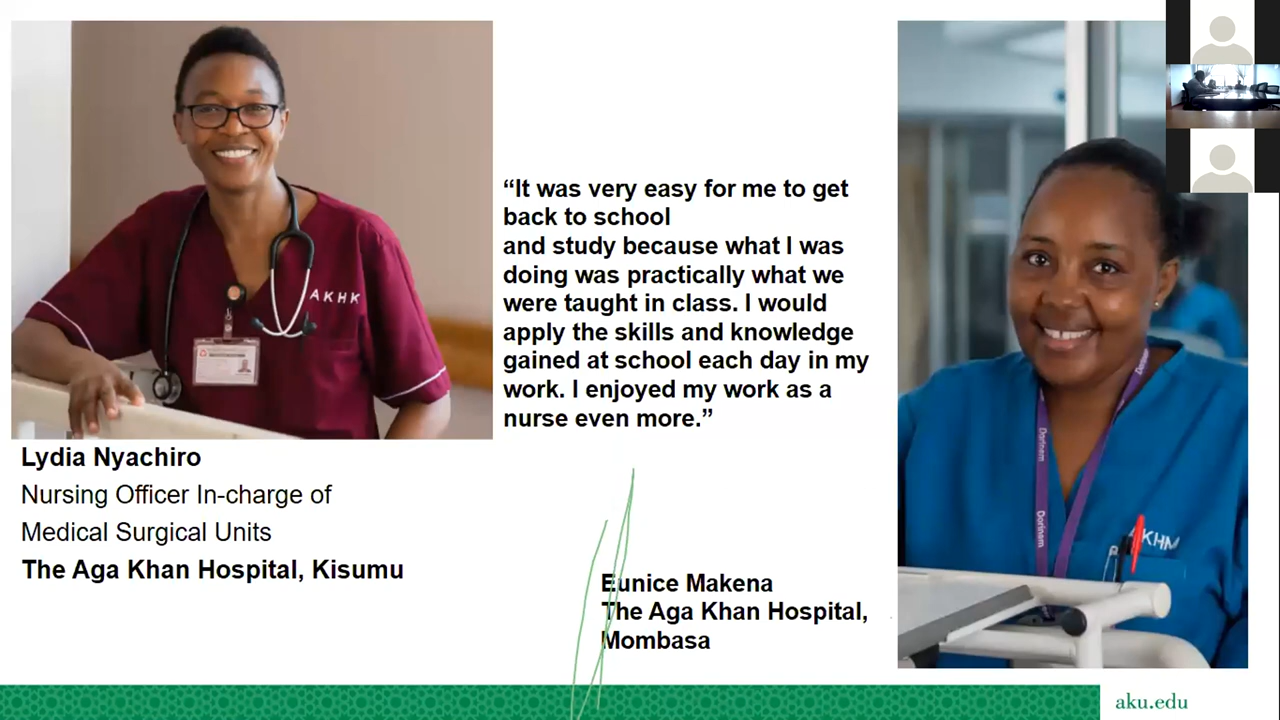 AKHK
Lydia Nyachiro
Nursing Officer In-charge of
Medical Surgical Units
The Aga Khan Hospital, Kisumu
“It was very easy for me to get
back to school
and study because what I was
doing was practically what we
were taught in class. I would
apply the skills and knowledge
gained at school each day in my
work. I enjoyed my work as a
nurse even more.”
Eunice Makena
The Aga Khan Hospital,
Mombasa
Dorinem
Dorinem
KHM
aku.edu